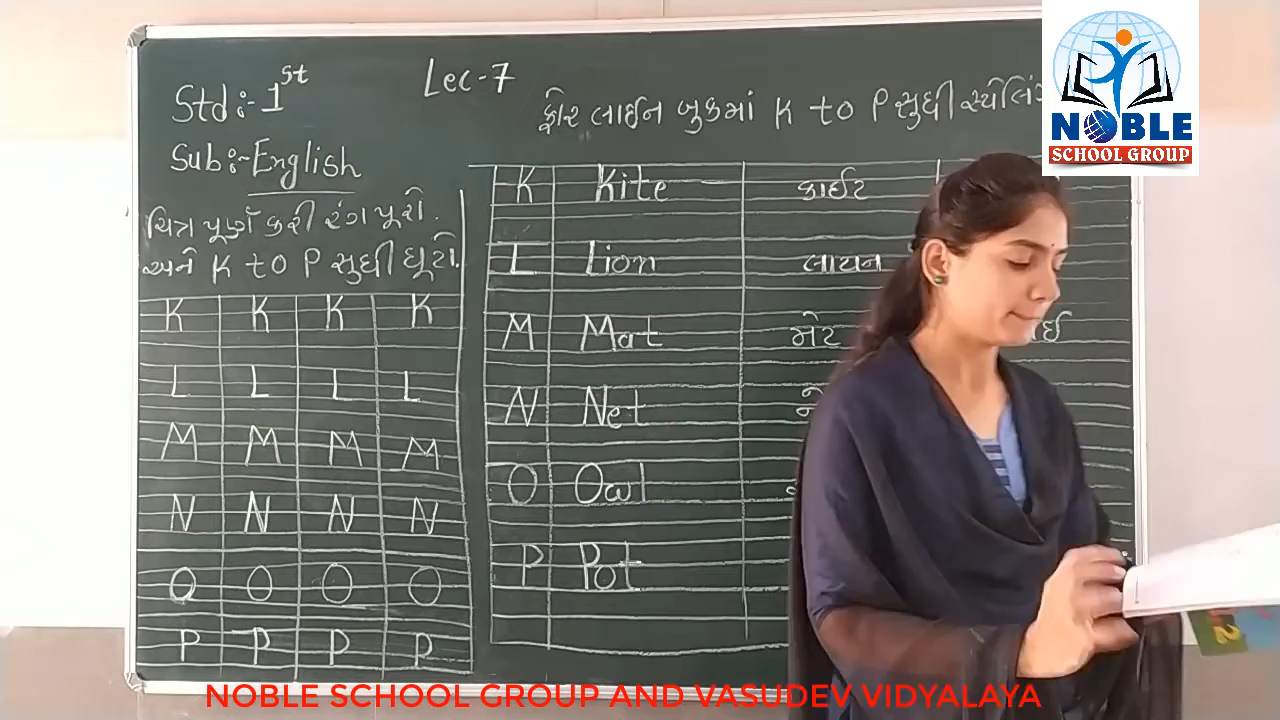 Std:- 1st
Lec-7
Sub:- English
ફોર લાઈન બુકમાં K to P સુધી સ્પેલિંગ
ચિત્ર પૂર્ણ કરી રંગ પૂરો.
અને K to P સુધી ઘૂંટો.
K K K K
L L L L
M M M M
N N N N
O O O O
P P P P
K Kite કાઈટ
L Lion લાયન
M Mat મેટ
N Net
O Owl
P Pot
NOBLE
SCHOOL GROUP
NOBLE SCHOOL GROUP AND VASUDEV VIDYALAYA